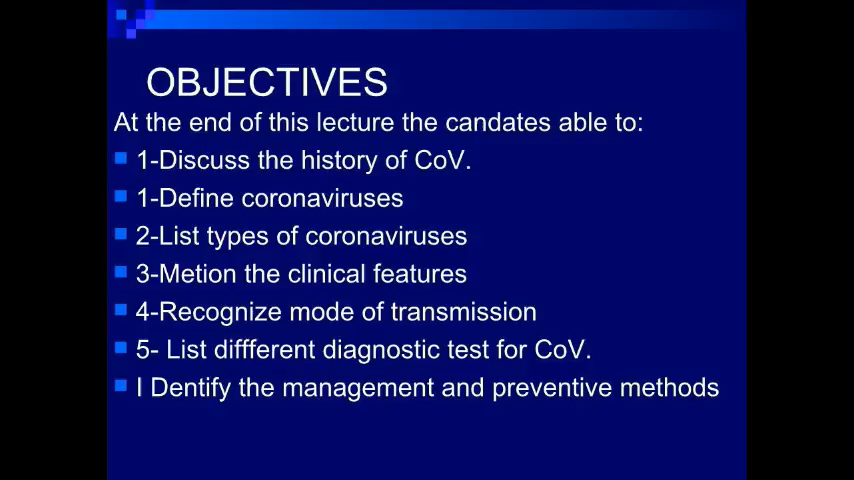 OBJECTIVES
At the end of this lecture the candates able to:
1-Discuss the history of CoV.
1-Define coronaviruses
2-List types of coronaviruses
3-Metion the clinical features
4-Recognize mode of transmission
5- List diffferent diagnostic test for CoV.
I Dentify the management and preventive methods